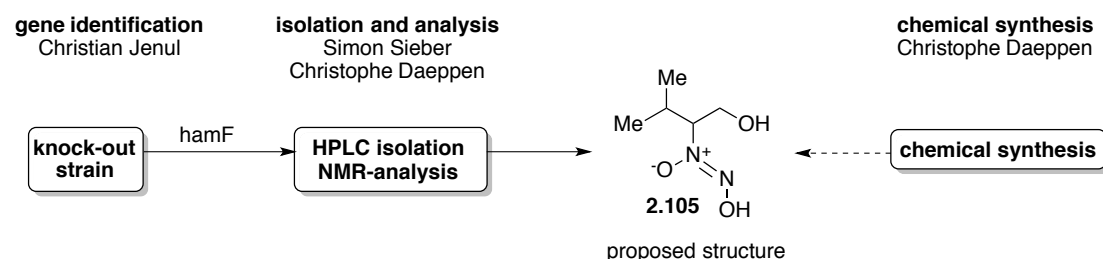 gene identification
Christian Jenul
isolation and analysis
Simon Sieber
Christophe Daeppen
chemical synthesis
Christophe Daeppen
knock-out
strain
hamF
HPLC isolation
NMR-analysis
Me
Me
OH
-O
N+
N
OH
2.105
proposed structure
chemical synthesis